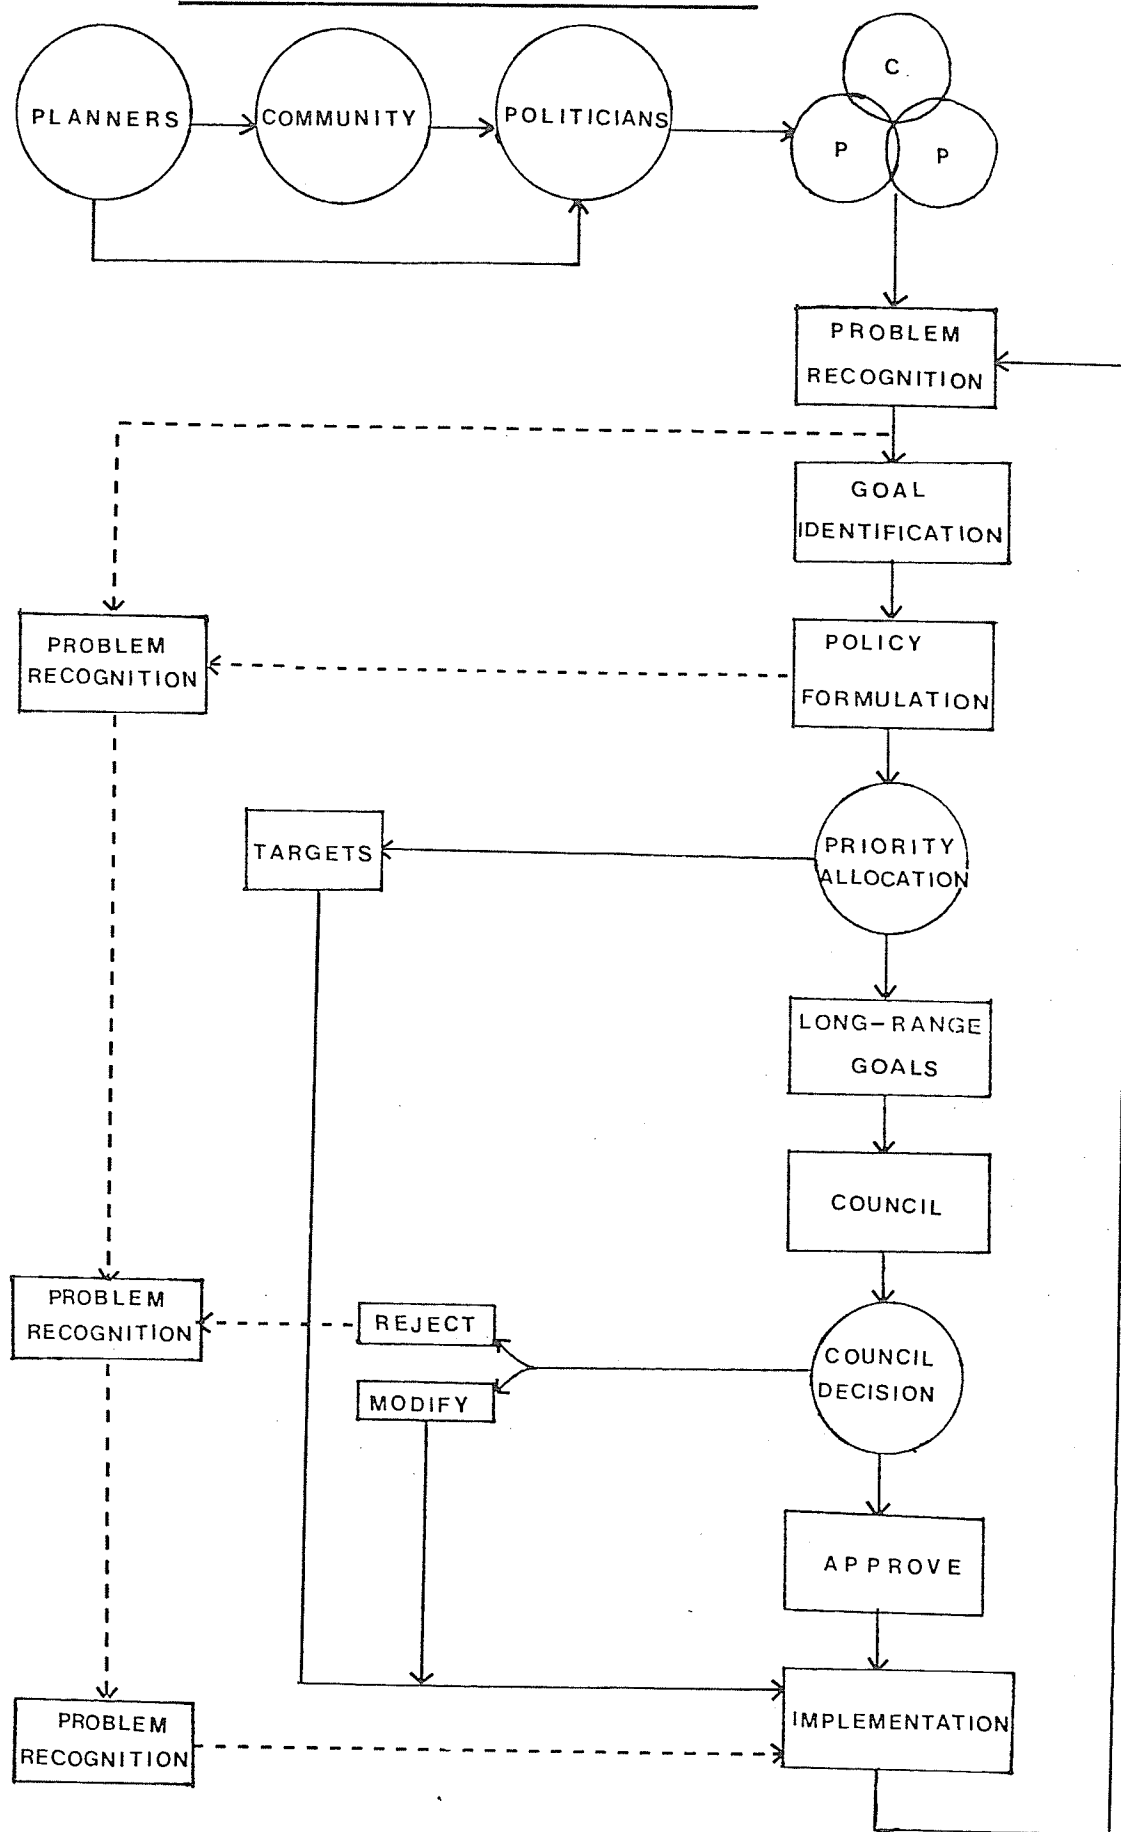 PLANNERS
COMMUNITY
POLITICIANS
C
P
P
PROBLEM
RECOGNITION
GOAL
IDENTIFICATION
PROBLEM
RECOGNITION
POLICY
FORMULATION
TARGETS
PRIORITY
ALLOCATION
LONG-RANGE
GOALS
COUNCIL
PROBLEM
RECOGNITION
REJECT
MODIFY
COUNCIL
DECISION
APPROVE
PROBLEM
RECOGNITION
IMPLEMENTATION